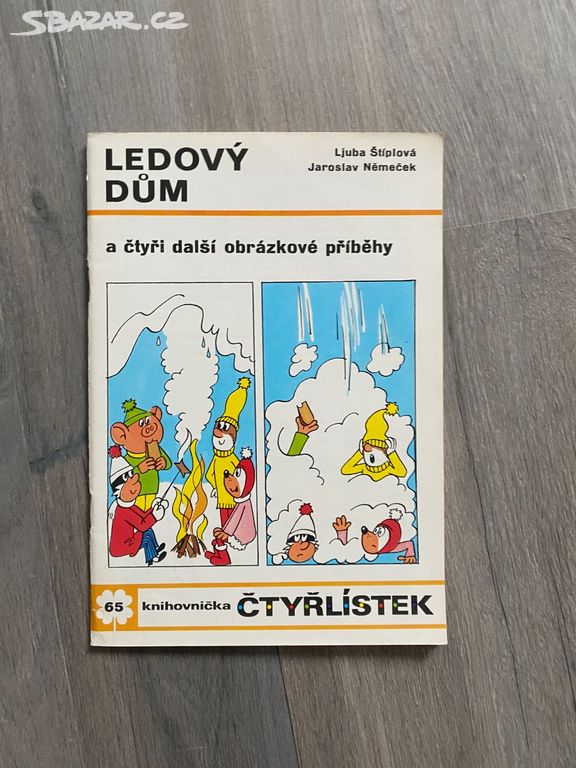 SBAZAR.CZ
LEDOVÝ
DŮM
Ljuba Štíplová
Jaroslav Němeček
a čtyři další obrázkové příběhy
65 knihovnička ČTYŘLÍSTEK